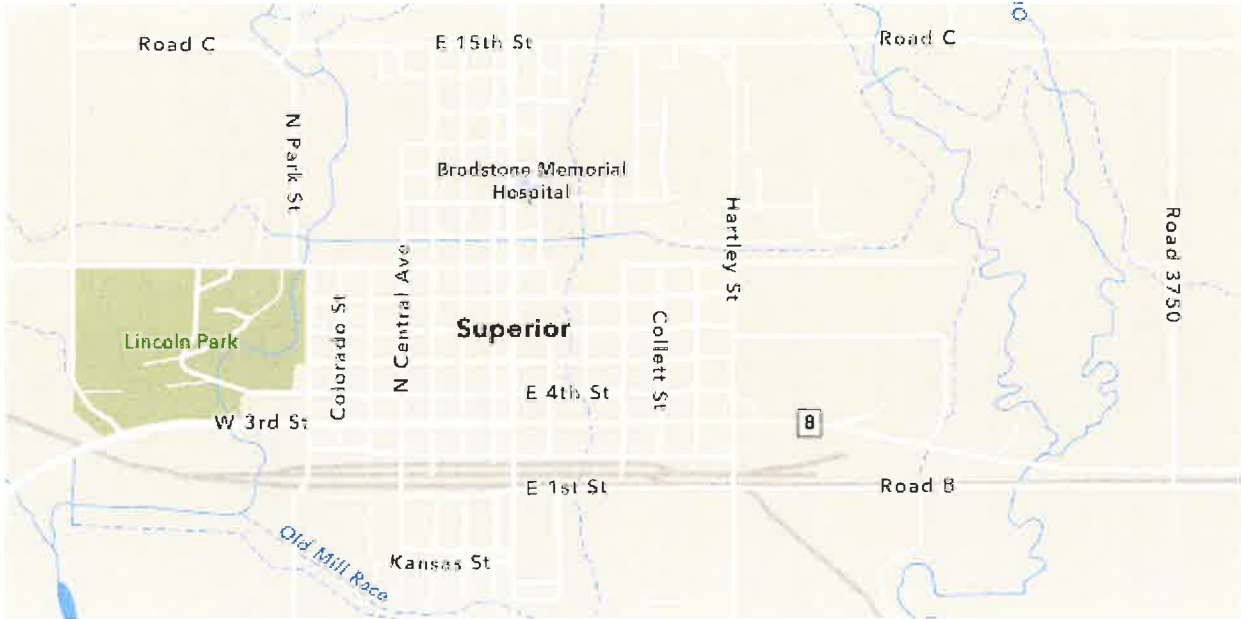 Road C
E 15th St
Road C
N Park St
Brodstone Memorial
Hospital
Hartley St
Road 3750
N Central Ave
Colorado St
Superior
Collett St
Lincoln Park
E 4th St
W 3rd St
8
E 1st St
Road B
Old Mill Race
Kansas St